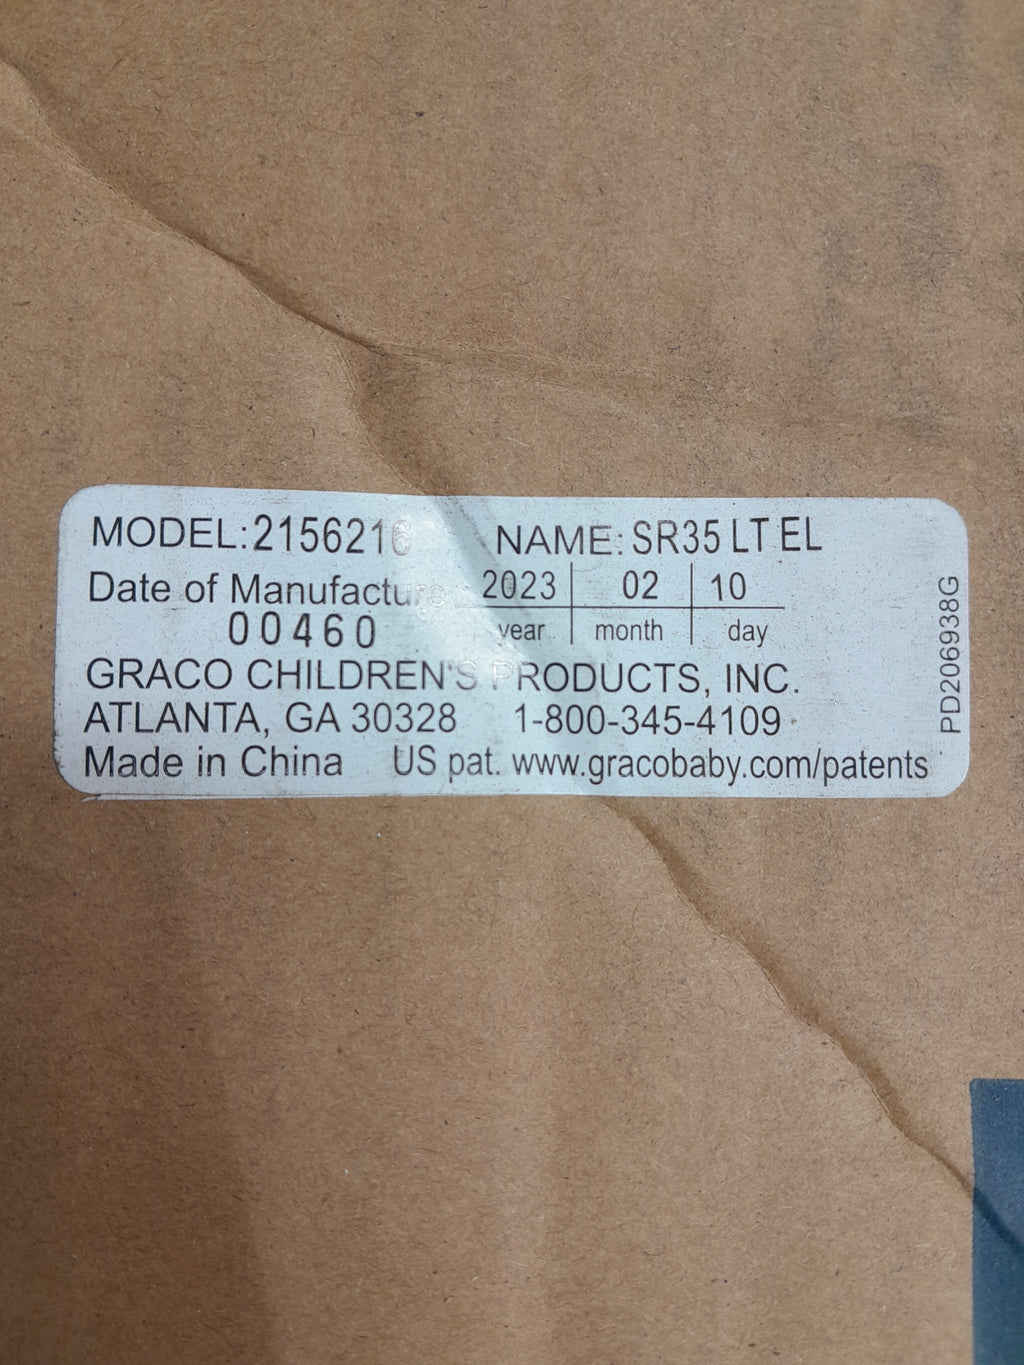 MODEL:2156216 NAME: SR35 LT EL
Date of Manufacture 2023 02 10
00460 year month day
GRACO CHILDREN'S PRODUCTS, INC.
ATLANTA, GA 30328 1-800-345-4109
Made in China US pat. www.gracobaby.com/patents
PD206938G